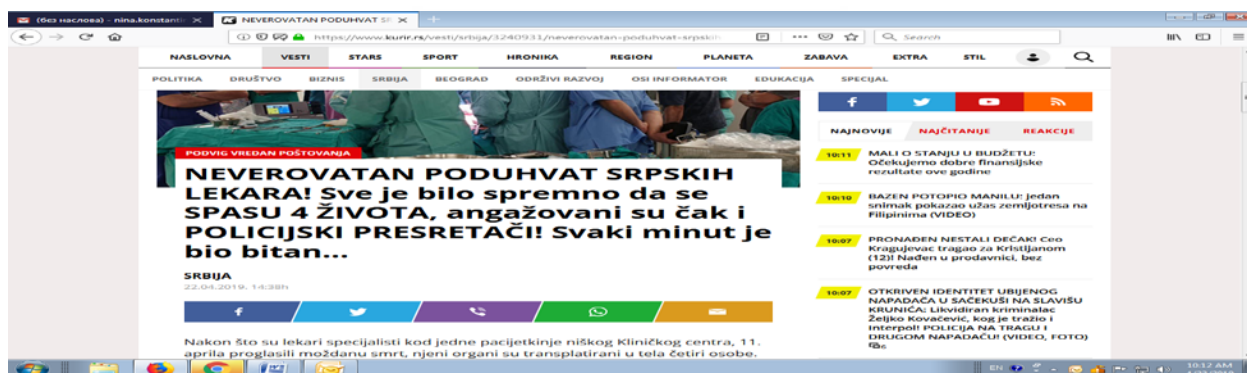 (без наслова) - nina.konstanti
NEVEROVATAN PODUHVAT SR
https://www.kurir.rs/vesti/srbija/3240931/neverovatan-poduhvat-srpskih
Search
NASLOVNA VESTI STARS SPORT HRONIKA REGION PLANETA ZABAVA EXTRA STIL
POLITIKA DRUŠTVO BIZNIS SRBIJA BEOGRAD ODRŽIVI RAZVOJ OSI INFORMATOR EDUKACIJA SPECIJAL
PODVIG VREDAN POŠTOVANJA
NEVEROVATAN PODUHVAT SRPSKIH
LEKARA! Sve je bilo spremno da se
SPASU 4 ŽIVOTA, angažovani su čak i
POLICIJSKI PRESRETAČI! Svaki minut je
bio bitan...
SRBIJA
22.04.2019. 14:38h
Nakon što su lekari specijalisti kod jedne pacijetkinje niškog Kliničkog centra, 11.
aprila proglasili moždanu smrt, njeni organi su transplatirani u tela četiri osobe.
NAJNOVIJE NAJČITANIJE REAKCIJE
10:11 MALI O STANJU U BUDŽETU:
Očekujemo dobre finansijske
rezultate ove godine
10:10 BAZEN POTOPIO MANILU: Jedan
snimak pokazao užas zemljotresa na
Filipinima (VIDEO)
10:07 PRONAĐEN NESTALI DEČAK! Ceo
Kragujevac tragao za Kristijanom
(12)! Nađen u prodavnici, bez
povreda
10:07 OTKRIVEN IDENTITET UBIJENOG
NAPADAČA U SAČEKUŠI NA SLAVIŠU
KRUNIĆA: Likvidiran kriminalac
Željko Kovačević, kog je tražio i
Interpol! POLICIJA NA TRAGU I
DRUGOM NAPADAČU! (VIDEO, FOTO)
EN
10:12 AM